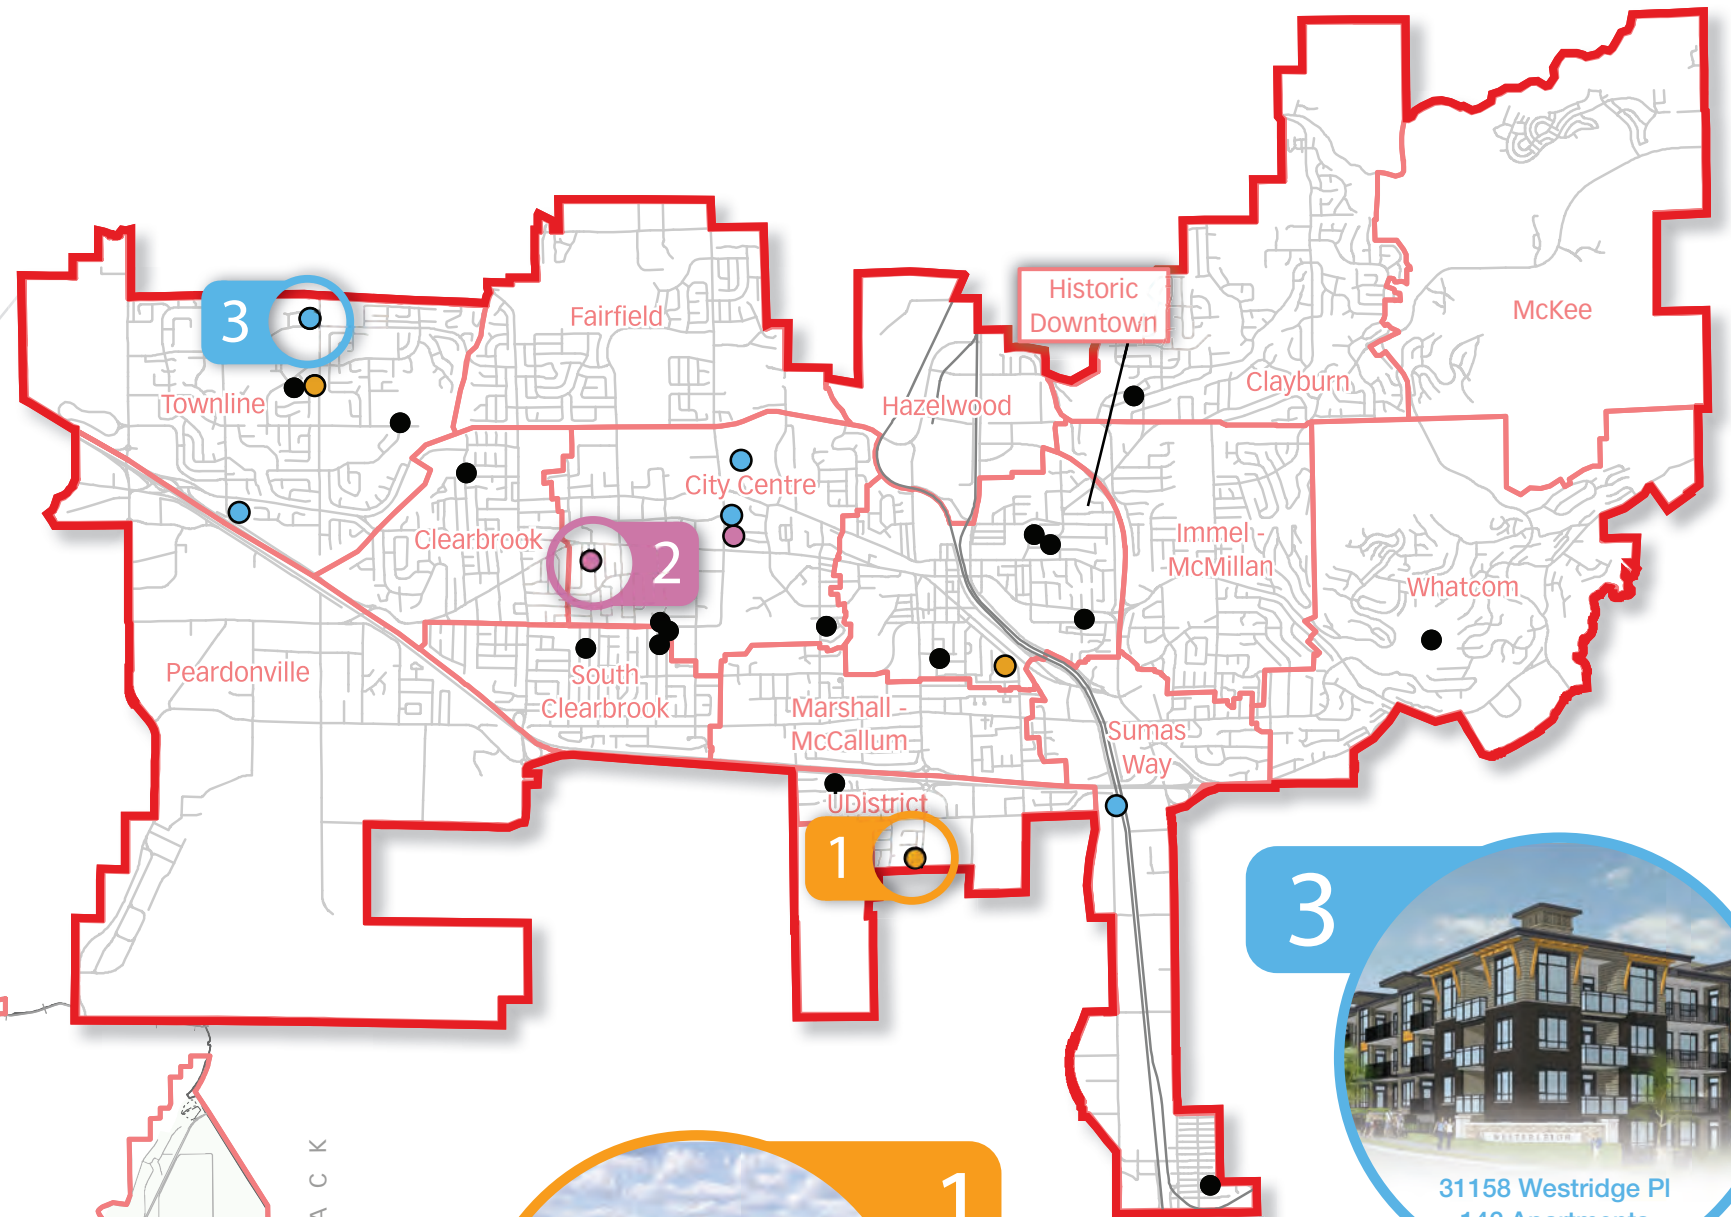 3
Fairfield
Historic
Downtown
McKee
Townline
Hazelwood
Clayburn
City Centre
Clearbrook
2
Immel -
McMillan
Whatcom
Peardonville
South
Clearbrook
Marshall -
McCallum
Sumas
Way
UDistrict
1
3
WESTERLEIGH
31158 Westridge Pl
A C K
1